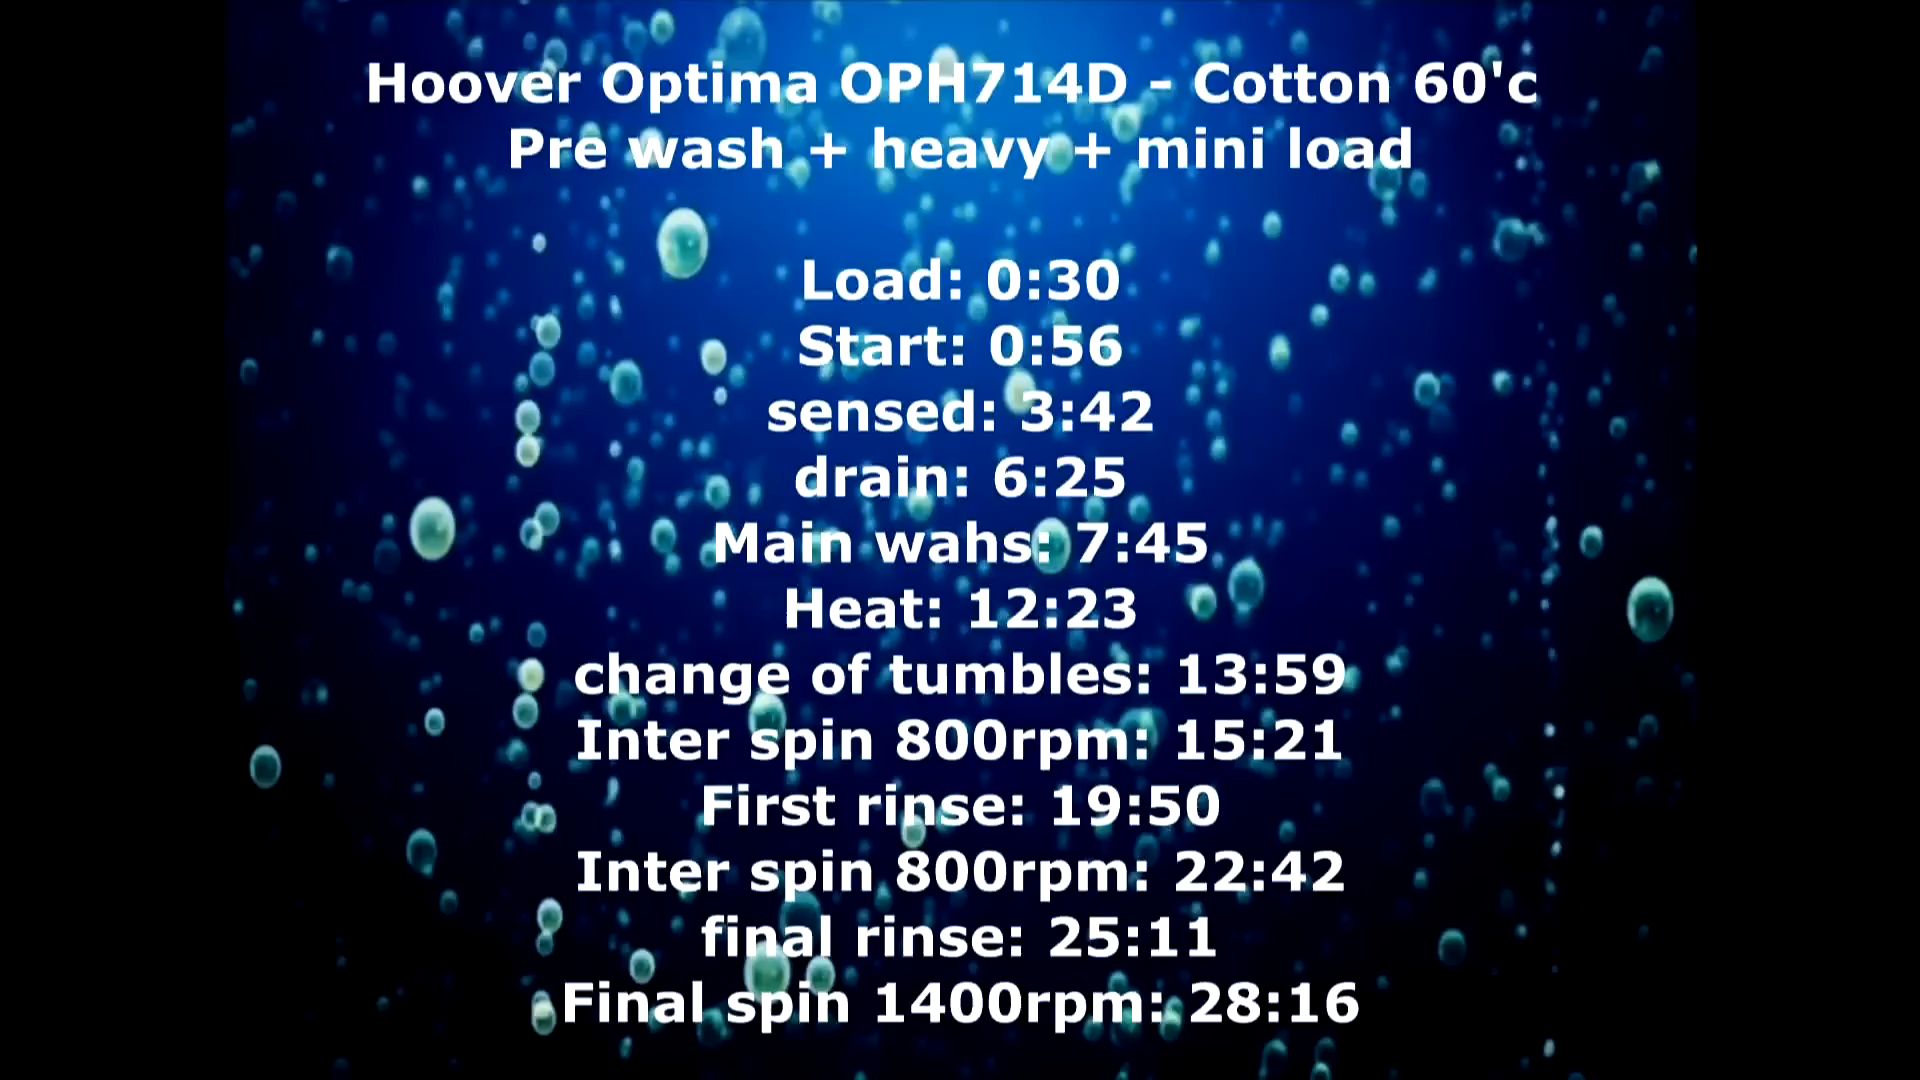 Hoover Optima OPH714D - Cotton 60'c
Pre wash + heavy + mini load
Load: 0:30
Start: 0:56
sensed: 3:42
drain: 6:25
Main wahs: 7:45
Heat: 12:23
change of tumbles: 13:59
Inter spin 800rpm: 15:21
First rinse: 19:50
Inter spin 800rpm: 22:42
final rinse: 25:11
Final spin 1400rpm: 28:16